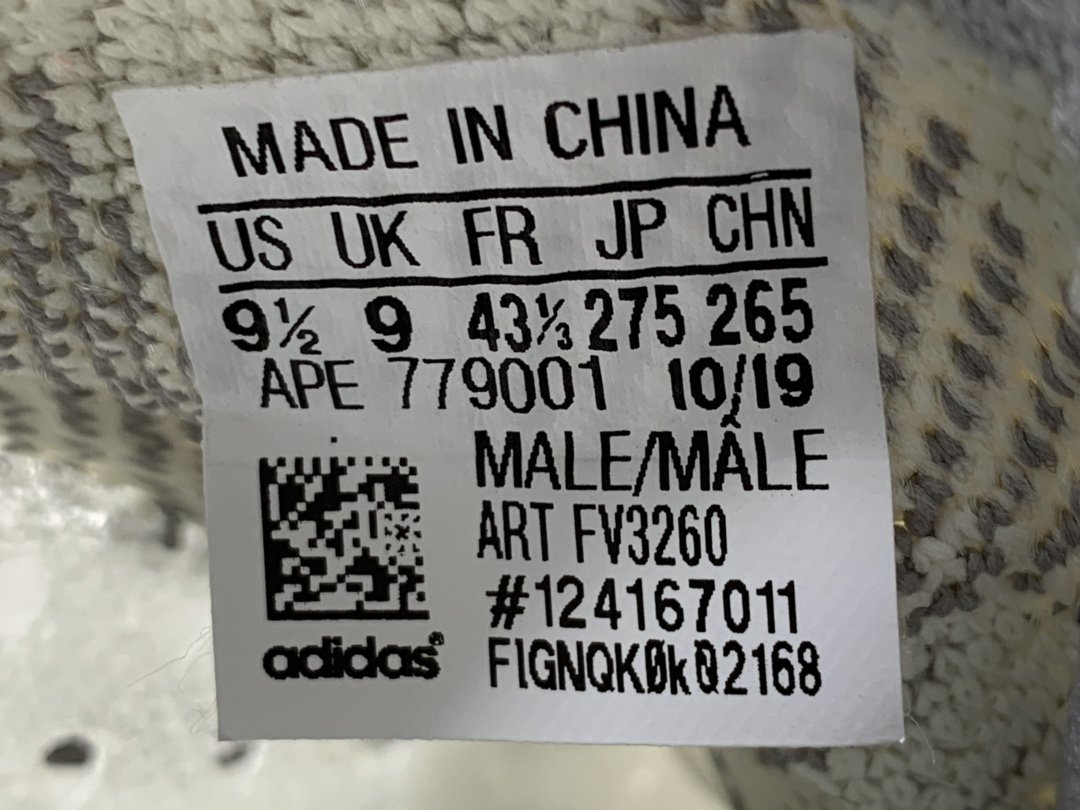 MADE IN CHINA
US UK FR JP CHN
9½ 9 43⅓ 275 265
APE 779001 10/19
MALE/MÂLE
ART FV3260
#124167011
adidas®
FIGNQK0k02168